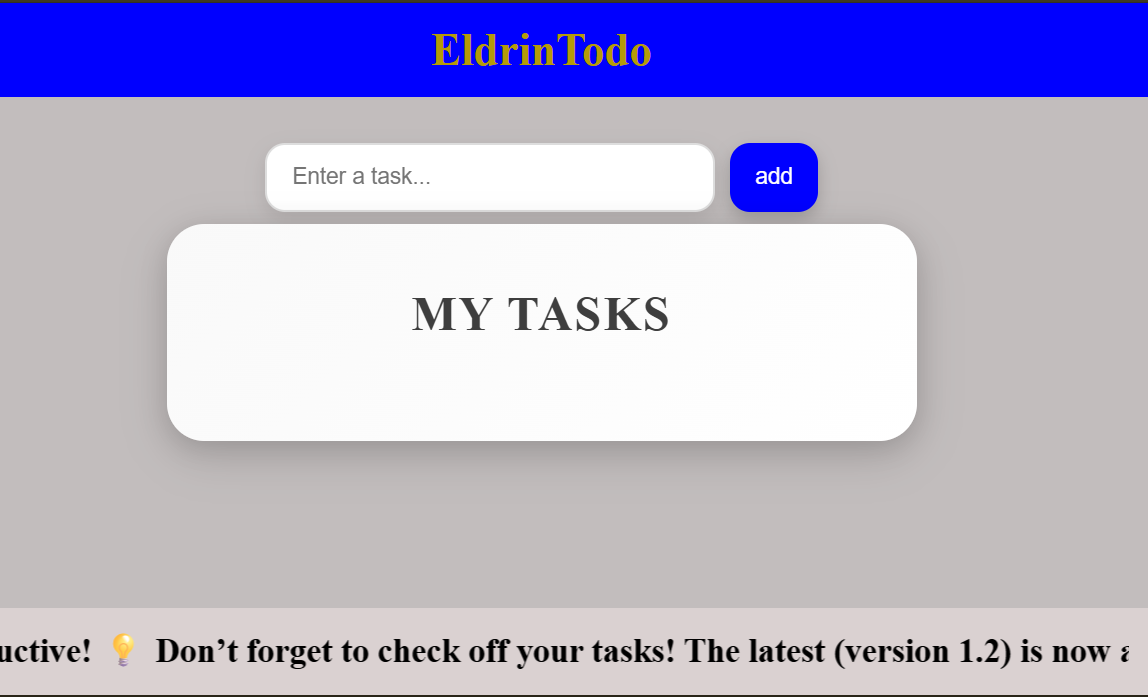 EldrinTodo
Enter a task...
add
MY TASKS
uctive! 💡 Don’t forget to check off your tasks! The latest (version 1.2) is now